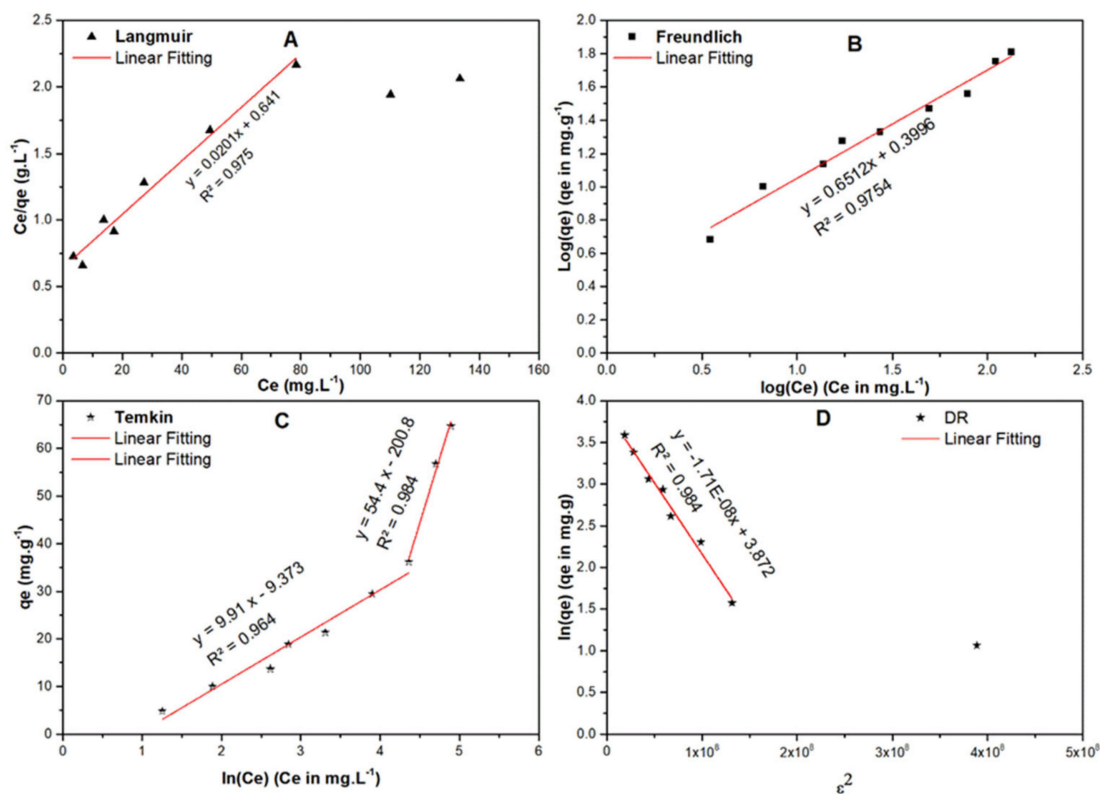 Langmuir
Linear Fitting
A
y = 0.0201x + 0.641
R² = 0.975
Ce/qe (g.L⁻¹)
2.5
2.0
1.5
1.0
0.5
0.0
0 20 40 60 80 100 120 140 160
Ce (mg.L⁻¹)
Freundlich
Linear Fitting
B
y = 0.6512x + 0.3996
R² = 0.9754
Log(qe) (qe in mg.g⁻¹)
2.0
1.8
1.6
1.4
1.2
1.0
0.8
0.6
0.4
0.2
0.0
0.0 0.5 1.0 1.5 2.0 2.5
log(Ce) (Ce in mg.L⁻¹)
Temkin
Linear Fitting
Linear Fitting
C
y = 54.4 x - 200.8
R² = 0.984
y = 9.91 x - 9.373
R² = 0.964
qe (mg.g⁻¹)
70
60
50
40
30
20
10
0
0 1 2 3 4 5 6
ln(Ce) (Ce in mg.L⁻¹)
D
DR
Linear Fitting
y = -1.71E-08x + 3.872
R² = 0.984
ln(qe) (qe in mg.g)
4.0
3.5
3.0
2.5
2.0
1.5
1.0
0.5
0.0
0 1x10⁸ 2x10⁸ 3x10⁸ 4x10⁸ 5x10⁸
ε²